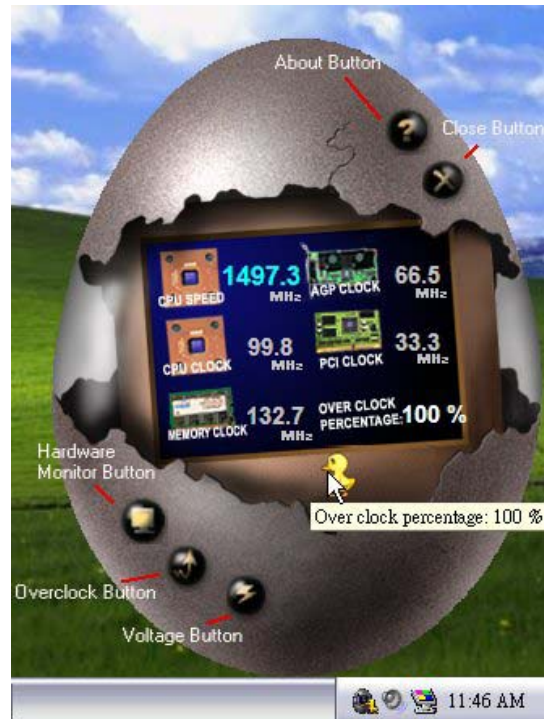 About Button
Close Button
CPU SPEED 1497.3 MHz
AGP CLOCK 66.5 MHz
CPU CLOCK 99.8 MHz
PCI CLOCK 33.3 MHz
MEMORY CLOCK 132.7 MHz
OVER CLOCK
PERCENTAGE: 100 %
Hardware
Monitor Button
Over clock percentage: 100 %
Overclock Button
Voltage Button
11:46 AM